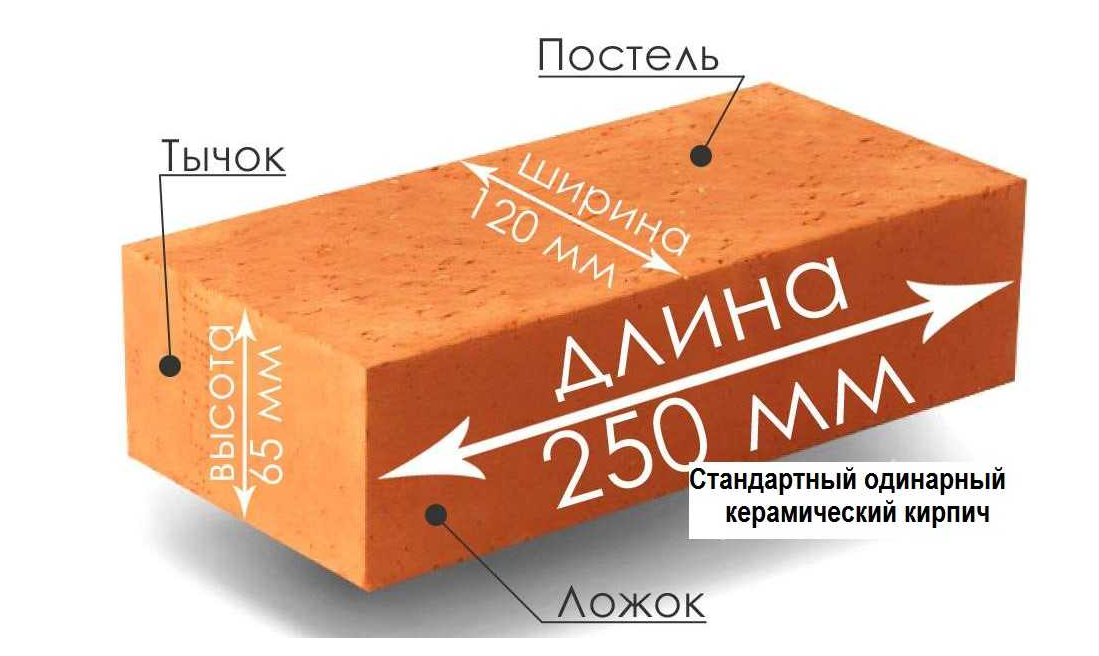 Постель
Тычок
ширина
120 мм
длина
250 мм
высота
65 мм
Стандартный одинарный
керамический кирпич
Ложок